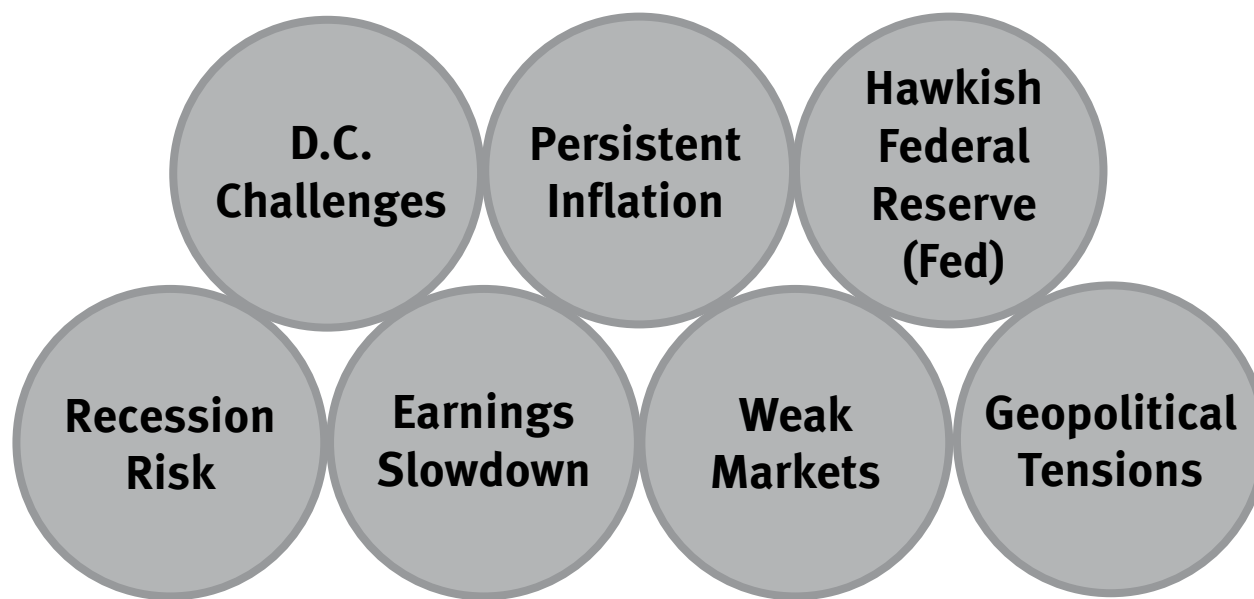 D.C.
Challenges
Persistent
Inflation
Hawkish
Federal
Reserve
(Fed)
Recession
Risk
Earnings
Slowdown
Weak
Markets
Geopolitical
Tensions